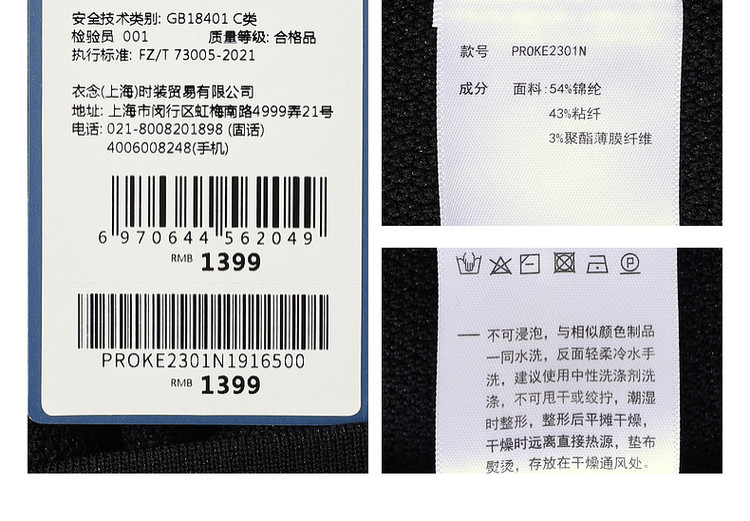 安全技术类别: GB18401 C类
检验员 001 质量等级: 合格品
执行标准: FZ/T 73005-2021
衣念(上海)时装贸易有限公司
地址: 上海市闵行区虹梅南路4999弄21号
电话: 021-8008201898 (固话)
4006008248(手机)
6 970644 562049
RMB 1399
PROKE2301N1916500
RMB 1399
款号 PROKE2301N
成分 面料:54%锦纶
43%粘纤
3%聚酯薄膜纤维
P
一 不可浸泡，与相似颜色制品
一同水洗，反面轻柔冷水手
洗，建议使用中性洗涤剂洗
涤，不可甩干或绞拧，潮湿
时整形，整形后平摊干燥，
干燥时远离直接热源，垫布
熨烫，存放在干燥通风处。